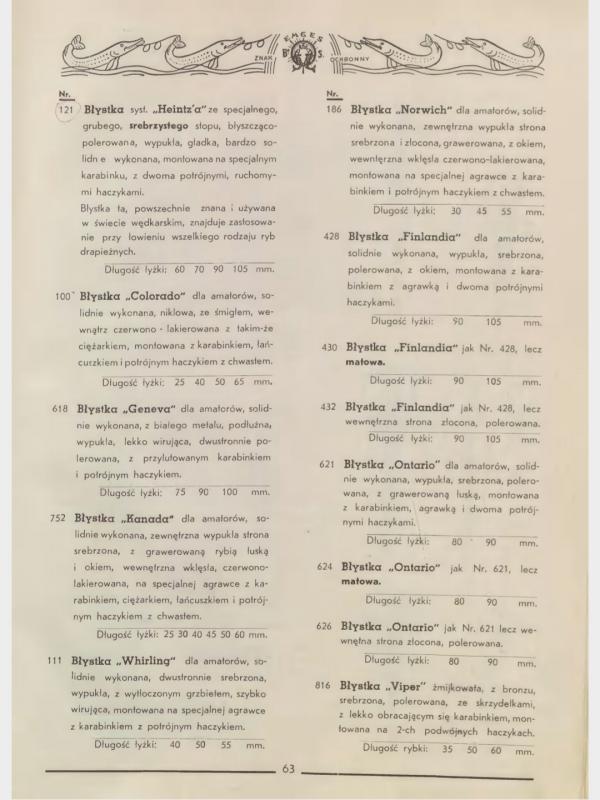 EMGES
B. S.
ZNAK OCHRONNY
Nr.
121 Błystka syst. „Heintz'a" ze specjalnego,
grubego, srebrzystego stopu, błyszcząco-
polerowana, wypukła, gładka, bardzo so-
lidn e wykonana, montowana na specjalnym
karabinku, z dwoma potrójnymi, ruchomy-
mi haczykami.
Błystka ta, powszechnie znana i używana
w świecie wędkarskim, znajduje zastosowa-
nie przy łowieniu wszelkiego rodzaju ryb
drapieżnych.
Długość łyżki: 60 70 90 105 mm.
100 Błystka „Colorado" dla amatorów, so-
lidnie wykonana, niklowa, ze śmigłem, we-
wnątrz czerwono - lakierowana z takim-że
ciężarkiem, montowana z karabinkiem, łań-
cuszkiem i potrójnym haczykiem z chwastem.
Długość łyżki: 25 40 50 65 mm.
618 Błystka „Geneva" dla amatorów, solid-
nie wykonana, z białego metalu, podłużna,
wypukła, lekko wirująca, dwustronnie po-
lerowana, z przylutowanym karabinkiem
i potrójnym haczykiem.
Długość łyżki: 75 90 100 mm.
752 Błystka „Kanada" dla amatorów, so-
lidnie wykonana, zewnętrzna wypukła strona
srebrzona, z grawerowaną rybią łuską
i okiem, wewnętrzna wklęsła, czerwono-
lakierowana, na specjalnej agrawce z ka-
rabinkiem, ciężarkiem, łańcuszkiem i potrój-
nym haczykiem z chwastem.
Długość łyżki: 25 30 40 45 50 60 mm.
111 Błystka „Whirling" dla amatorów, so-
lidnie wykonana, dwustronnie srebrzona,
wypukła, z wytłoczonym grzbietem, szybko
wirująca, montowana na specjalnej agrawce
z karabinkiem z potrójnym haczykiem.
Długość łyżki: 40 50 55 mm.
Nr.
186 Błystka „Norwich" dla amatorów, solid-
nie wykonana, zewnętrzna wypukła strona
srebrzona i złocona, grawerowana, z okiem,
wewnętrzna wklęsła czerwono-lakierowana,
montowana na specjalnej agrawce z kara-
binkiem i potrójnym haczykiem z chwastem.
Długość łyżki: 30 45 55 mm.
428 Błystka „Finlandia" dla amatorów,
solidnie wykonana, wypukła, srebrzona,
polerowana, z okiem, montowana z kara-
binkiem z agrawką i dwoma potrójnymi
haczykami.
Długość łyżki: 90 105 mm.
430 Błystka „Finlandia" jak Nr. 428, lecz
matowa.
Długość łyżki: 90 105 mm.
432 Błystka „Finlandia" jak Nr. 428, lecz
wewnętrzna strona złocona, polerowana.
Długość łyżki: 90 105 mm.
621 Błystka „Ontario" dla amatorów, solid-
nie wykonana, wypukła, srebrzona, polero-
wana, z grawerowaną łuską, montowana
z karabinkiem, agrawką i dwoma potrój-
nymi haczykami.
Długość łyżki: 80 90 mm.
624 Błystka „Ontario" jak Nr. 621, lecz
matowa.
Długość łyżki: 80 90 mm.
626 Błystka „Ontario" jak Nr. 621 lecz we-
wnętna strona złocona, polerowana.
Długość łyżki: 80 90 mm.
816 Błystka „Viper" żmijkowata, z bronzu,
srebrzona, polerowana, ze skrzydełkami,
z lekko obracającym się karabinkiem, mon-
towana na 2-ch podwójnych haczykach.
Długość rybki: 35 50 60 mm.
63